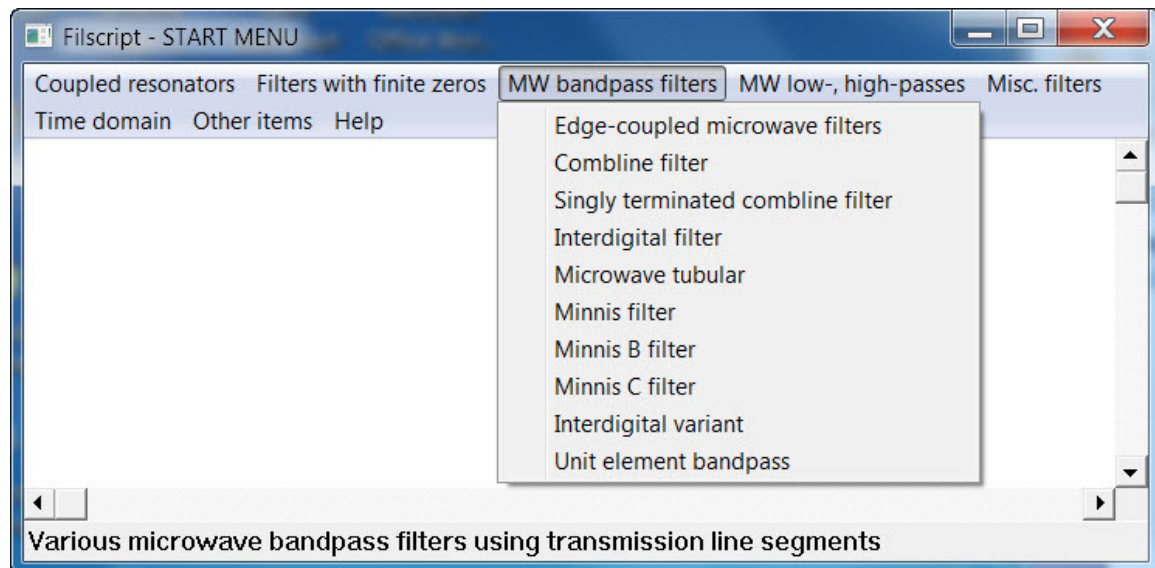 Filscript - START MENU
X
Coupled resonators Filters with finite zeros MW bandpass filters MW low-, high-passes Misc. filters
Time domain Other items Help
Edge-coupled microwave filters
Combline filter
Singly terminated combline filter
Interdigital filter
Microwave tubular
Minnis filter
Minnis B filter
Minnis C filter
Interdigital variant
Unit element bandpass
Various microwave bandpass filters using transmission line segments